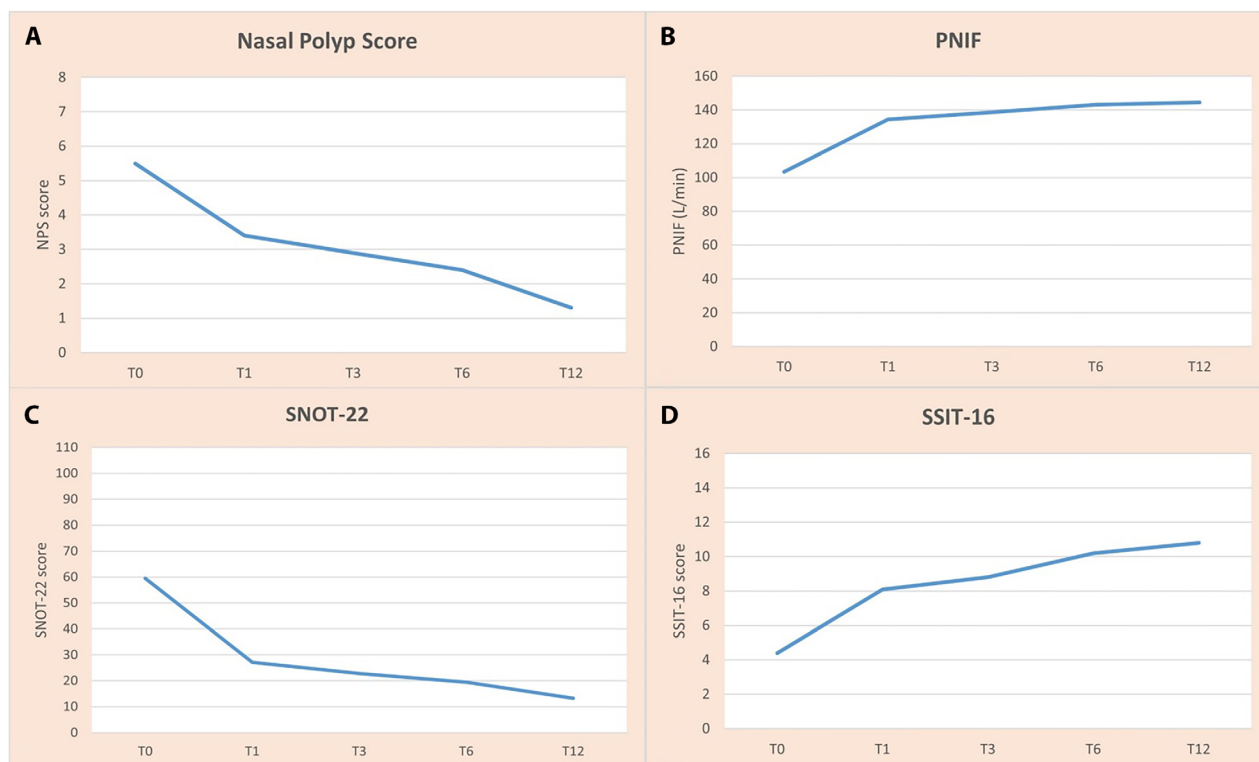 A
Nasal Polyp Score
8
7
6
5
4
3
2
1
0
NPS score
T0 T1 T3 T6 T12
B
PNIF
160
140
120
100
80
60
40
20
0
PNIF (L/min)
T0 T1 T3 T6 T12
C
SNOT-22
110
100
90
80
70
60
50
40
30
20
10
0
SNOT-22 score
T0 T1 T3 T6 T12
D
SSIT-16
16
14
12
10
8
6
4
2
0
SSIT-16 score
T0 T1 T3 T6 T12